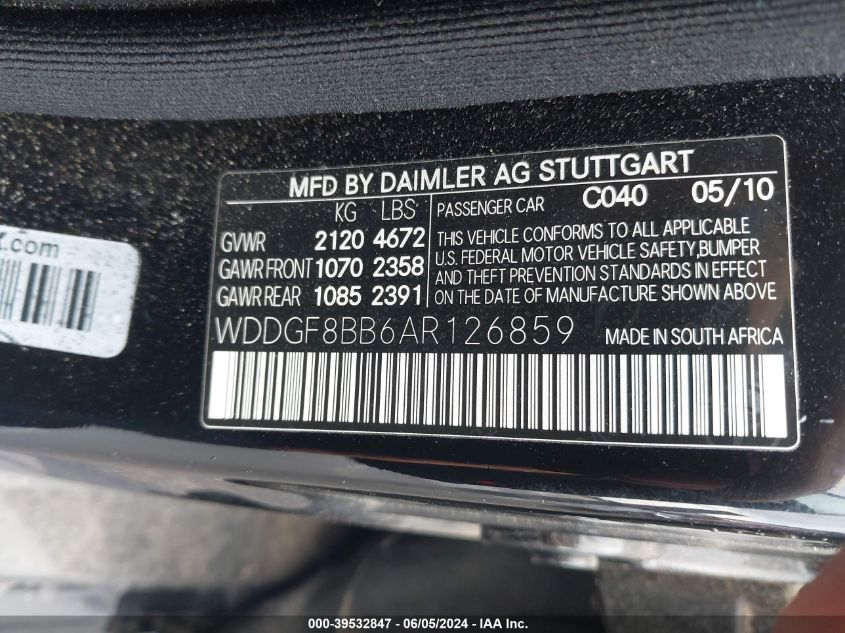 MFD BY DAIMLER AG STUTTGART
KG LBS PASSENGER CAR C040 05/10
GVWR 2120 4672
GAWR FRONT 1070 2358
GAWR REAR 1085 2391
THIS VEHICLE CONFORMS TO ALL APPLICABLE
U.S. FEDERAL MOTOR VEHICLE SAFETY,BUMPER
AND THEFT PREVENTION STANDARDS IN EFFECT
ON THE DATE OF MANUFACTURE SHOWN ABOVE.
WDDGF8BB6AR126859 MADE IN SOUTH AFRICA
.com
000-39532847 | 06/05/2024 - IAA Inc.